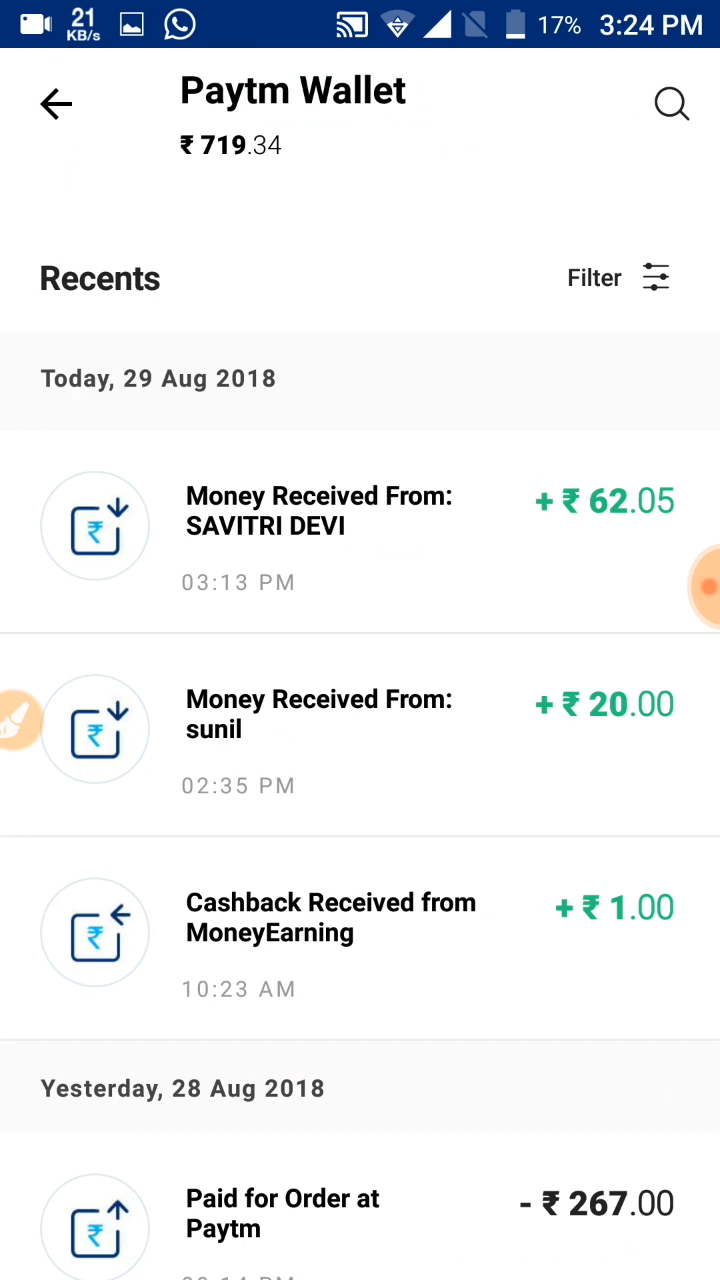 21
KB/s
17% 3:24 PM
Paytm Wallet
₹ 719.34
Recents
Filter
Today, 29 Aug 2018
Money Received From:
SAVITRI DEVI
+ ₹ 62.05
03:13 PM
Money Received From:
sunil
+ ₹ 20.00
02:35 PM
Cashback Received from
MoneyEarning
+ ₹ 1.00
10:23 AM
Yesterday, 28 Aug 2018
Paid for Order at
Paytm
- ₹ 267.00